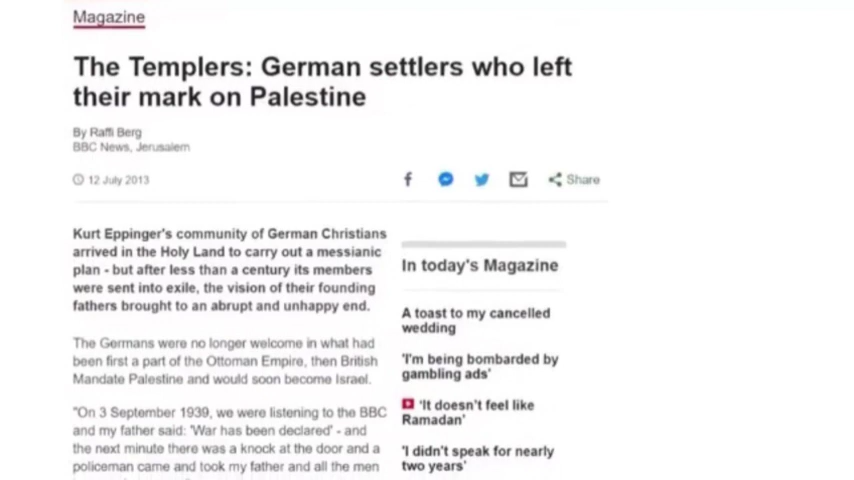 Magazine
The Templers: German settlers who left
their mark on Palestine
By Raffi Berg
BBC News, Jerusalem
12 July 2013
Share
Kurt Eppinger's community of German Christians
arrived in the Holy Land to carry out a messianic
plan - but after less than a century its members
were sent into exile, the vision of their founding
fathers brought to an abrupt and unhappy end.
The Germans were no longer welcome in what had
been first a part of the Ottoman Empire, then British
Mandate Palestine and would soon become Israel.
"On 3 September 1939, we were listening to the BBC
and my father said: 'War has been declared' - and
the next minute there was a knock at the door and a
policeman came and took my father and all the men
In today's Magazine
A toast to my cancelled
wedding
'I'm being bombarded by
gambling ads'
'It doesn't feel like
Ramadan'
'I didn't speak for nearly
two years'